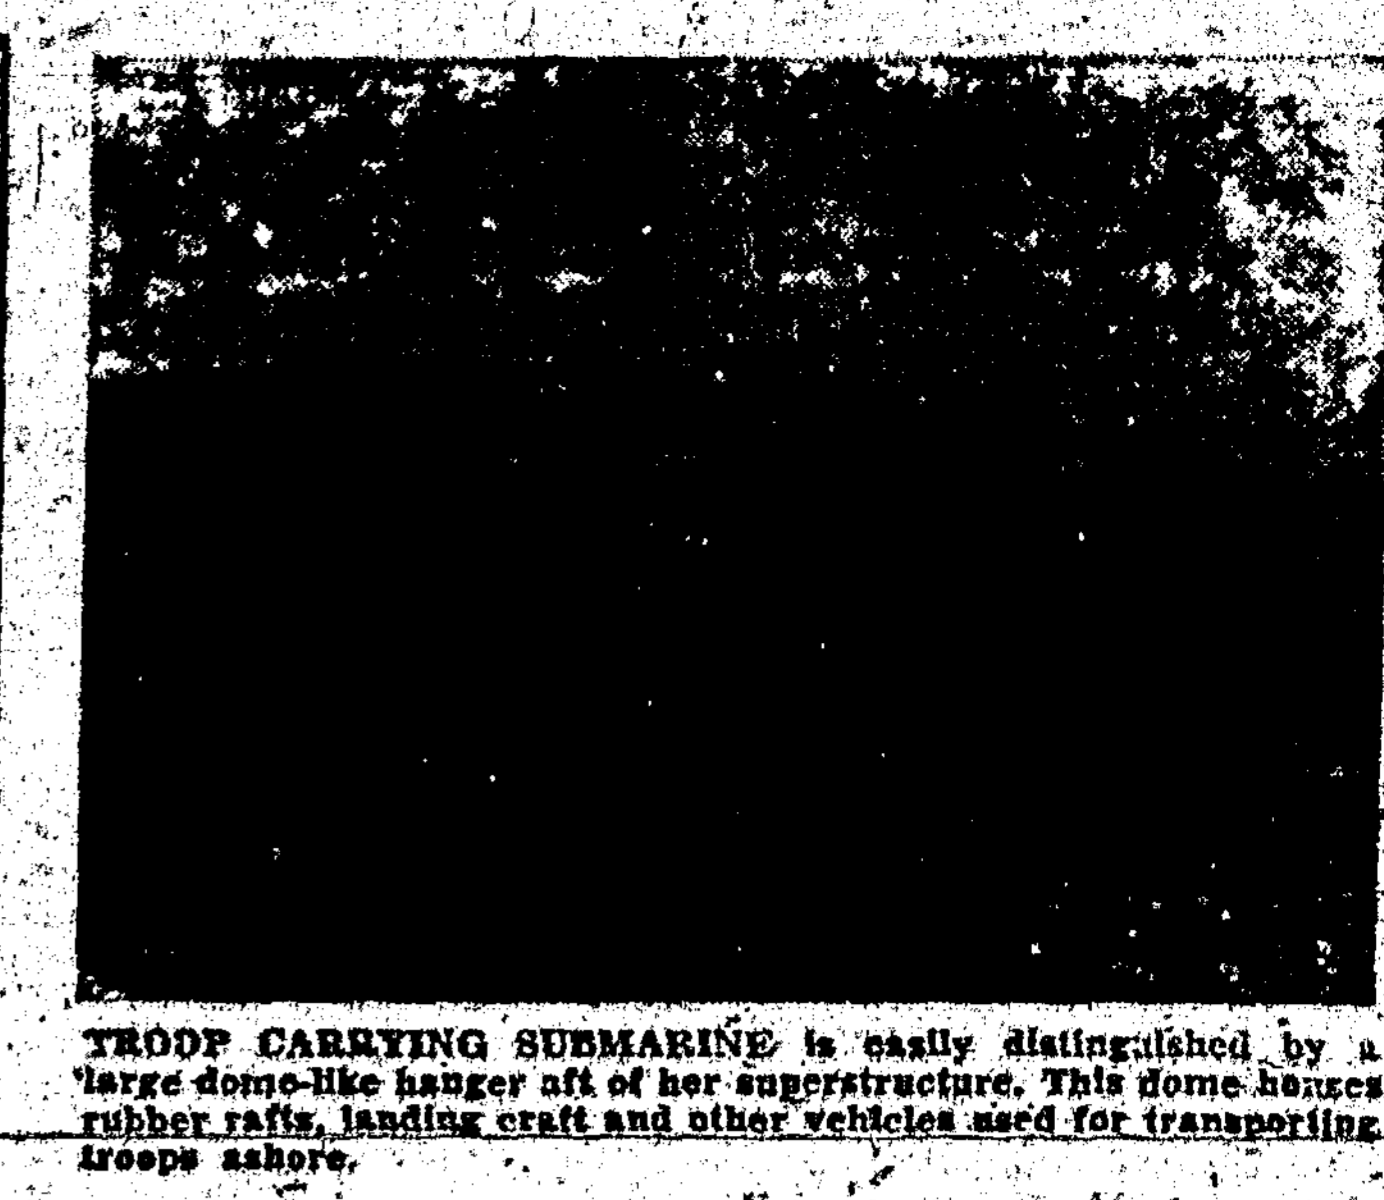 TROOP CARRYING SUBMARINE is easily distinguished by a
large dome-like hanger aft of her superstructure. This dome houses
rubber rafts, landing craft and other vehicles used for transporting
troops ashore.